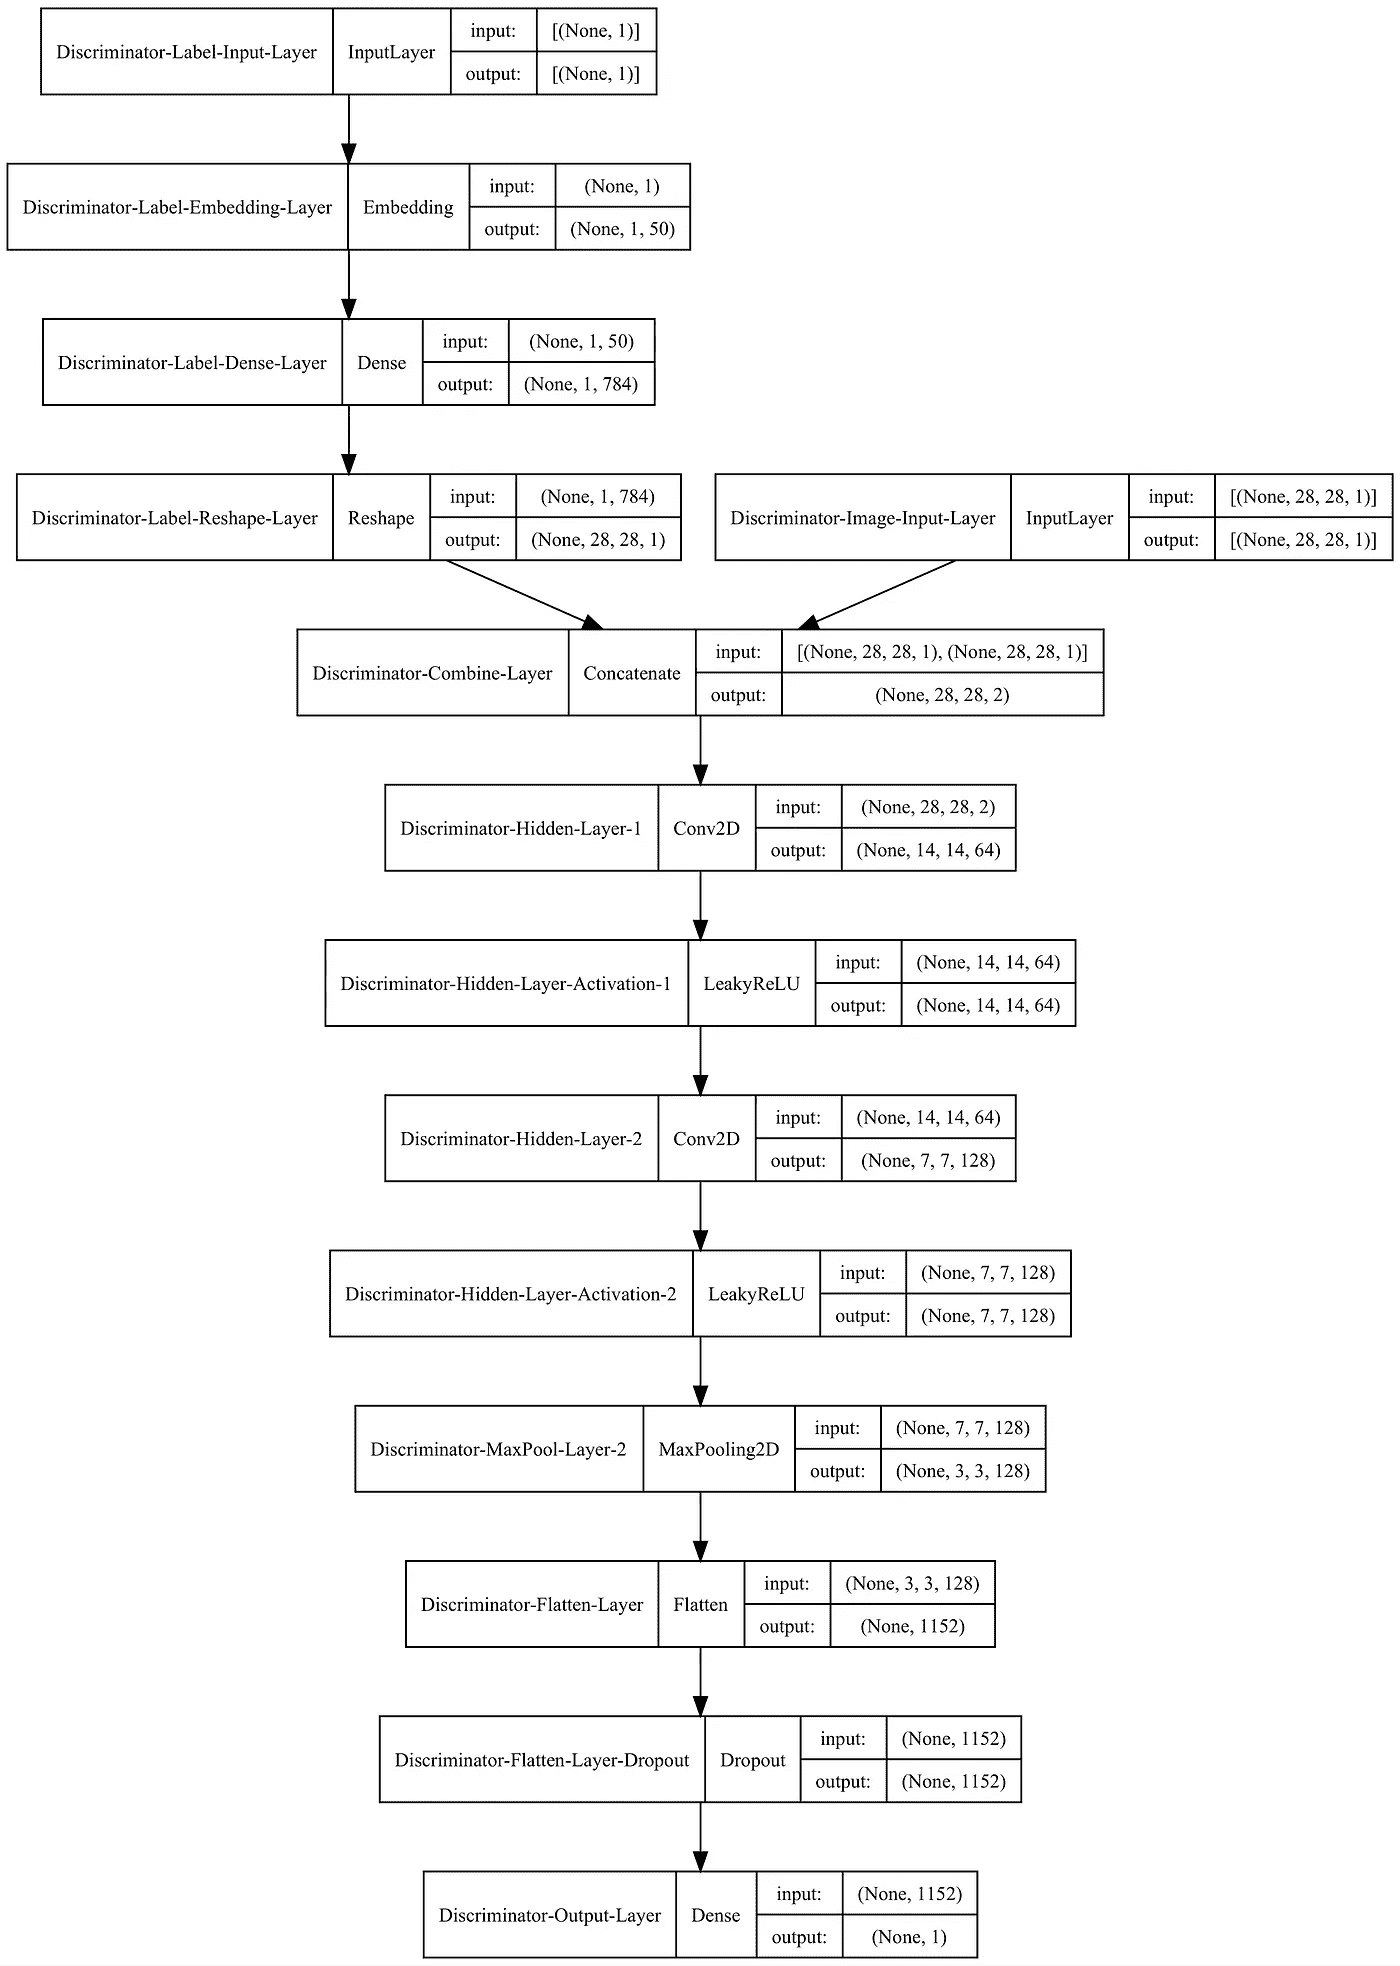 Discriminator-Label-Input-Layer InputLayer input: [(None, 1)]
output: [(None, 1)]
Discriminator-Label-Embedding-Layer Embedding input: (None, 1)
output: (None, 1, 50)
Discriminator-Label-Dense-Layer Dense input: (None, 1, 50)
output: (None, 1, 784)
Discriminator-Label-Reshape-Layer Reshape input: (None, 1, 784)
output: (None, 28, 28, 1)
Discriminator-Image-Input-Layer InputLayer input: [(None, 28, 28, 1)]
output: [(None, 28, 28, 1)]
Discriminator-Combine-Layer Concatenate input: [(None, 28, 28, 1), (None, 28, 28, 1)]
output: (None, 28, 28, 2)
Discriminator-Hidden-Layer-1 Conv2D input: (None, 28, 28, 2)
output: (None, 14, 14, 64)
Discriminator-Hidden-Layer-Activation-1 LeakyReLU input: (None, 14, 14, 64)
output: (None, 14, 14, 64)
Discriminator-Hidden-Layer-2 Conv2D input: (None, 14, 14, 64)
output: (None, 7, 7, 128)
Discriminator-Hidden-Layer-Activation-2 LeakyReLU input: (None, 7, 7, 128)
output: (None, 7, 7, 128)
Discriminator-MaxPool-Layer-2 MaxPooling2D input: (None, 7, 7, 128)
output: (None, 3, 3, 128)
Discriminator-Flatten-Layer Flatten input: (None, 3, 3, 128)
output: (None, 1152)
Discriminator-Flatten-Layer-Dropout Dropout input: (None, 1152)
output: (None, 1152)
Discriminator-Output-Layer Dense input: (None, 1152)
output: (None, 1)